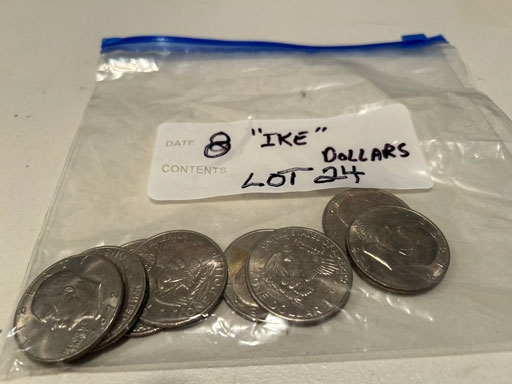 DATE 8 "IKE"
DOLLARS
CONTENTS
LOT 24